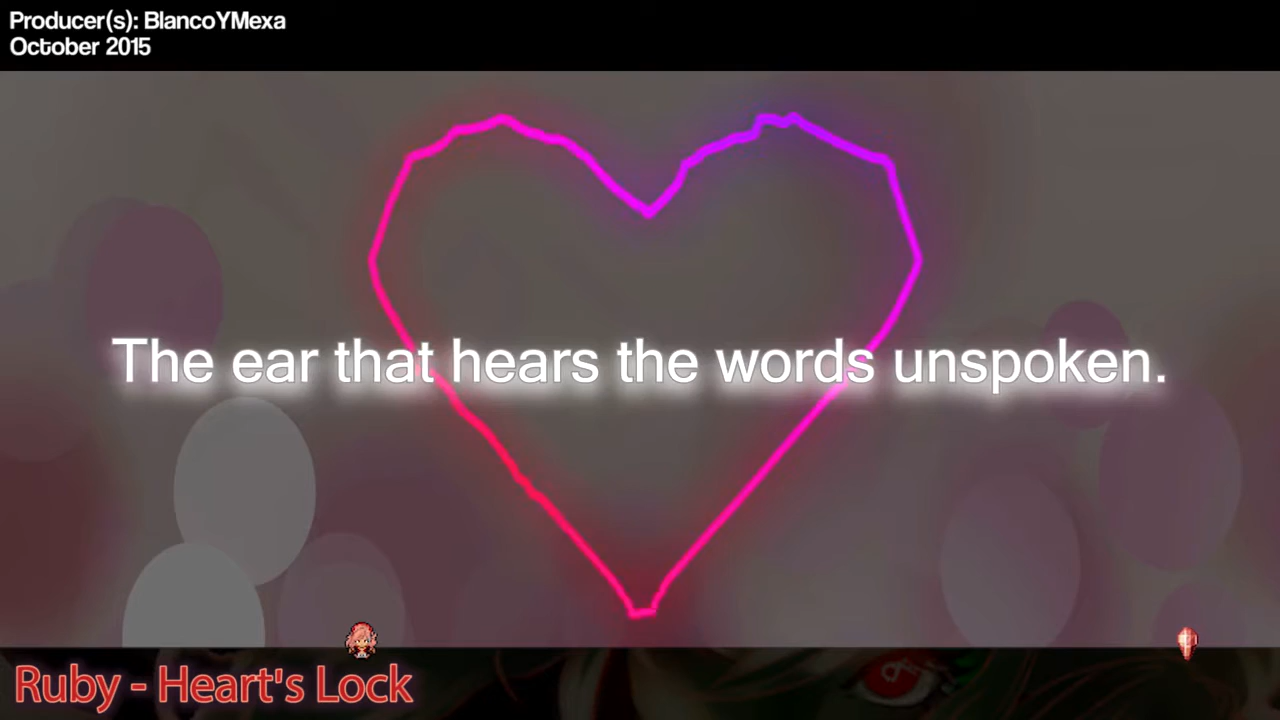 Producer(s): BlancoYMexa
October 2015
The ear that hears the words unspoken.
Ruby - Heart's Lock